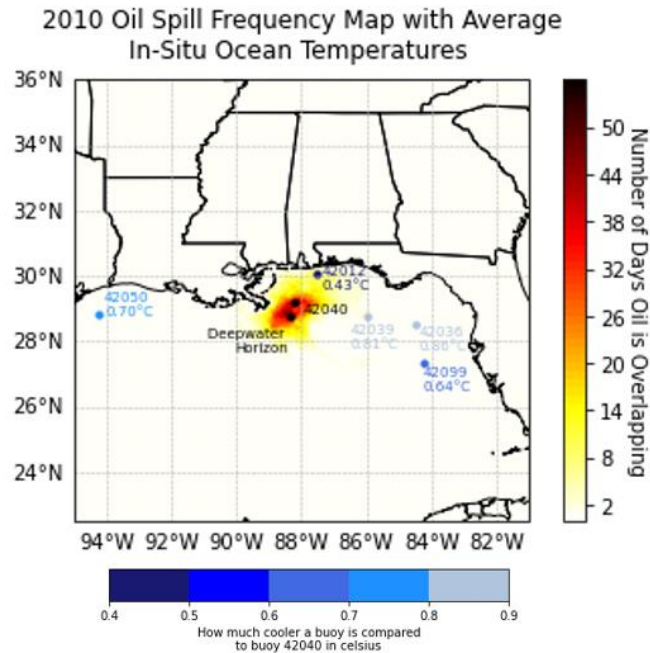 2010 Oil Spill Frequency Map with Average
In-Situ Ocean Temperatures
36°N
34°N
32°N
30°N
28°N
26°N
24°N
94°W 92°W 90°W 88°W 86°W 84°W 82°W
42050
0.70°C
42012
0.43°C
42040
Deepwater
Horizon
42039
0.81°C
42036
0.86°C
42099
0.64°C
50
44
38
32
26
20
14
8
2
Number of Days Oil is Overlapping
0.4 0.5 0.6 0.7 0.8 0.9
How much cooler a buoy is compared
to buoy 42040 in celsius